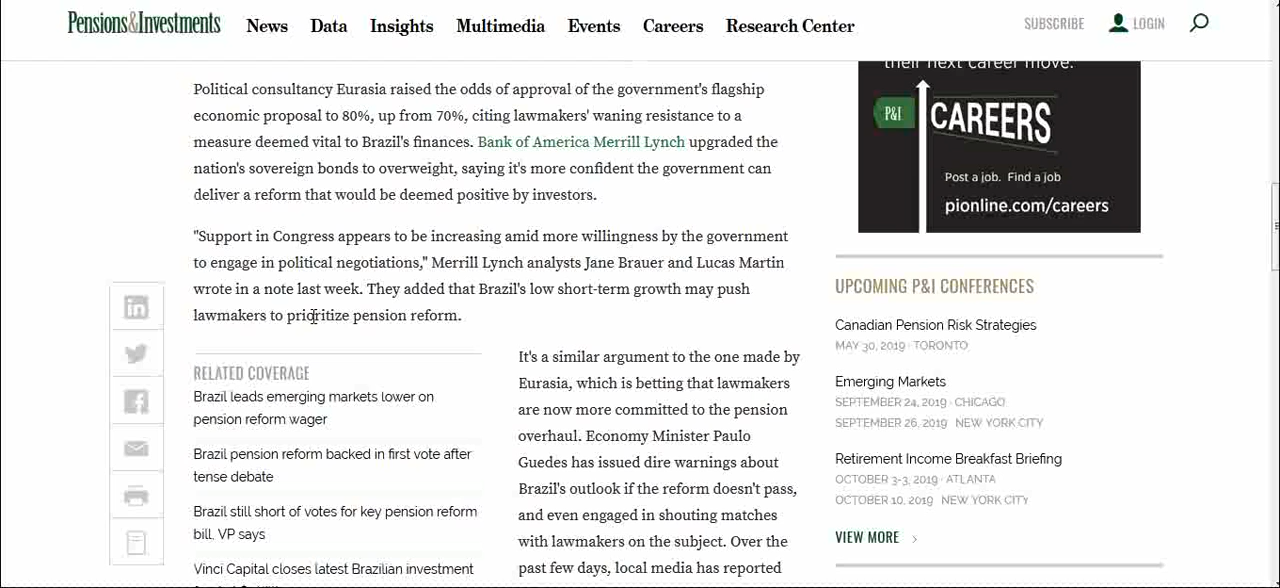 Pensions&Investments
News Data Insights Multimedia Events Careers Research Center
SUBSCRIBE LOGIN
Political consultancy Eurasia raised the odds of approval of the government's flagship
economic proposal to 80%, up from 70%, citing lawmakers' waning resistance to a
measure deemed vital to Brazil's finances. Bank of America Merrill Lynch upgraded the
nation's sovereign bonds to overweight, saying it's more confident the government can
deliver a reform that would be deemed positive by investors.
"Support in Congress appears to be increasing amid more willingness by the government
to engage in political negotiations," Merrill Lynch analysts Jane Brauer and Lucas Martin
wrote in a note last week. They added that Brazil's low short-term growth may push
lawmakers to prioritize pension reform.
RELATED COVERAGE
Brazil leads emerging markets lower on
pension reform wager
Brazil pension reform backed in first vote after
tense debate
Brazil still short of votes for key pension reform
bill, VP says
Vinci Capital closes latest Brazilian investment
It's a similar argument to the one made by
Eurasia, which is betting that lawmakers
are now more committed to the pension
overhaul. Economy Minister Paulo
Guedes has issued dire warnings about
Brazil's outlook if the reform doesn't pass,
and even engaged in shouting matches
with lawmakers on the subject. Over the
past few days, local media has reported
their next career move.
P&I
CAREERS
Post a job. Find a job
pionline.com/careers
UPCOMING P&I CONFERENCES
Canadian Pension Risk Strategies
MAY 30, 2019 · TORONTO
Emerging Markets
SEPTEMBER 24, 2019 · CHICAGO
SEPTEMBER 26, 2019 · NEW YORK CITY
Retirement Income Breakfast Briefing
OCTOBER 3-3, 2019 · ATLANTA
OCTOBER 10, 2019 · NEW YORK CITY
VIEW MORE